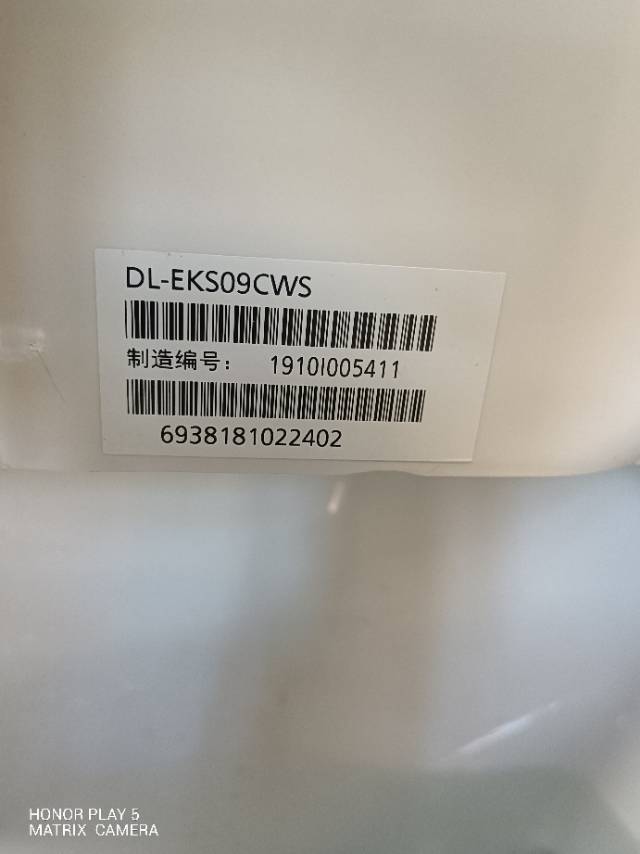 DL-EKS09CWS
制造编号： 1910I005411
6938181022402
HONOR PLAY 5
MATRIX CAMERA